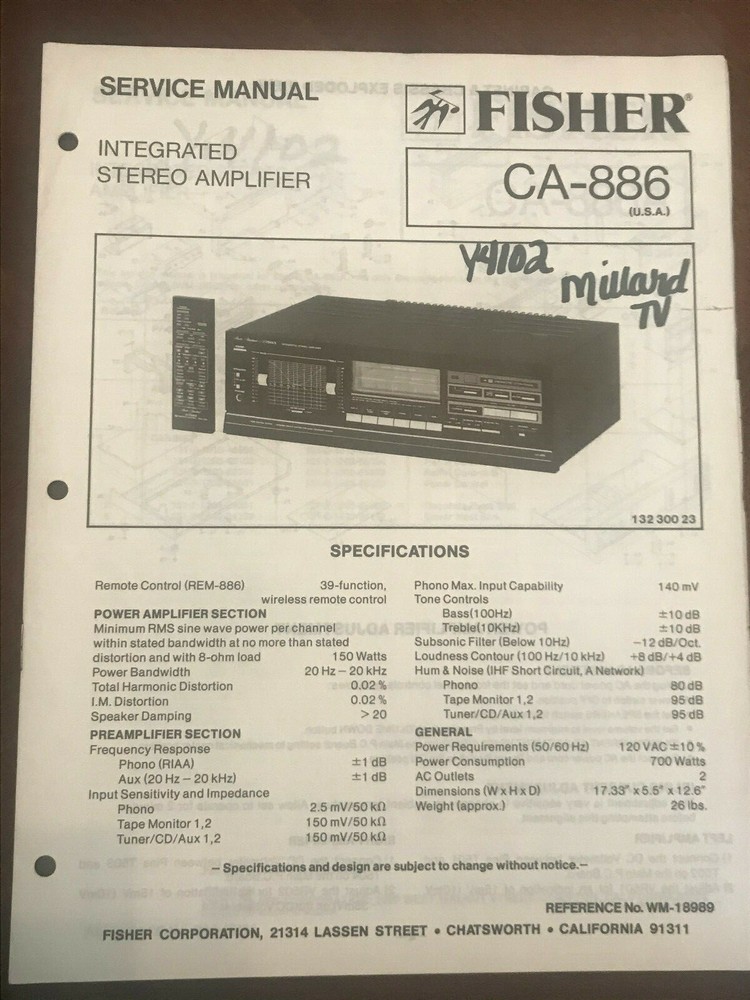 SERVICE MANUAL
FISHER®
Y4102
INTEGRATED
STEREO AMPLIFIER
CA-886
(U.S.A.)
Y4102
Millard
TV
132 300 23
SPECIFICATIONS
Remote Control (REM-886) 39-function,
wireless remote control
POWER AMPLIFIER SECTION
Minimum RMS sine wave power per channel
within stated bandwidth at no more than stated
distortion and with 8-ohm load 150 Watts
Power Bandwidth 20 Hz – 20 kHz
Total Harmonic Distortion 0.02 %
I.M. Distortion 0.02 %
Speaker Damping > 20
PREAMPLIFIER SECTION
Frequency Response
Phono (RIAA) ±1 dB
Aux (20 Hz – 20 kHz) ±1 dB
Input Sensitivity and Impedance
Phono 2.5 mV/50 kΩ
Tape Monitor 1,2 150 mV/50 kΩ
Tuner/CD/Aux 1,2 150 mV/50 kΩ
Phono Max. Input Capability 140 mV
Tone Controls
Bass(100Hz) ±10 dB
Treble(10KHz) ±10 dB
Subsonic Filter (Below 10Hz) –12 dB/Oct.
Loudness Contour (100 Hz/10 kHz) +8 dB/+4 dB
Hum & Noise (IHF Short Circuit, A Network)
Phono 80 dB
Tape Monitor 1,2 95 dB
Tuner/CD/Aux 1,2 95 dB
GENERAL
Power Requirements (50/60 Hz) 120 VAC ±10 %
Power Consumption 700 Watts
AC Outlets 2
Dimensions (W x H x D) 17.33" x 5.5" x 12.6"
Weight (approx.) 26 lbs.
– Specifications and design are subject to change without notice. –
REFERENCE No. WM-18989
FISHER CORPORATION, 21314 LASSEN STREET • CHATSWORTH • CALIFORNIA 91311